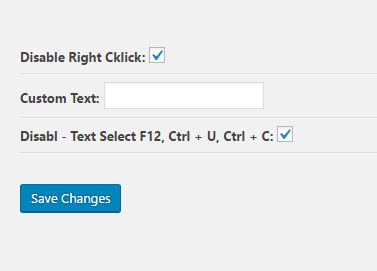 Disable Right Cklick:
Custom Text:
Disabl - Text Select F12, Ctrl + U, Ctrl + C:
Save Changes